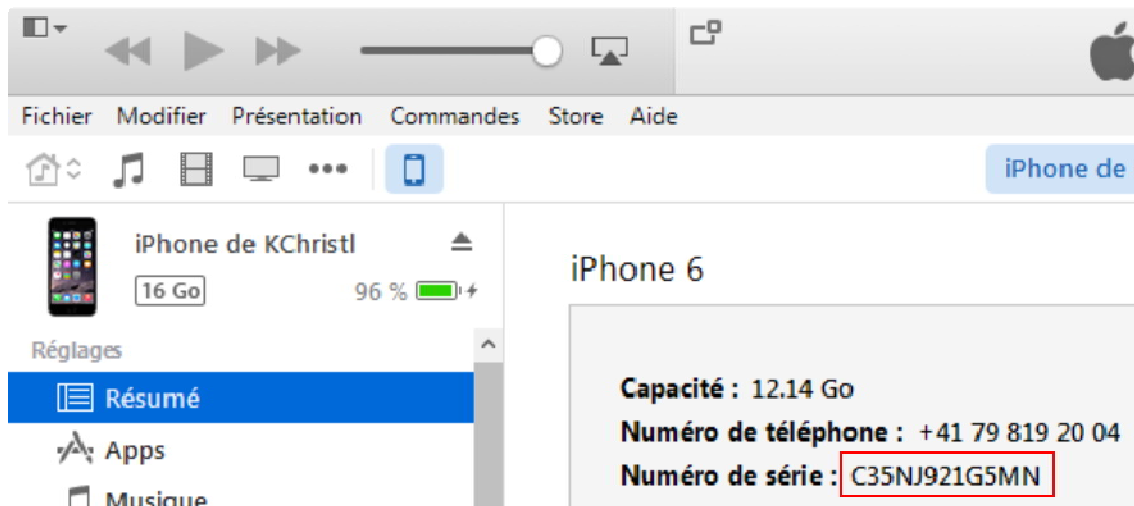 Fichier Modifier Présentation Commandes Store Aide
iPhone de
iPhone de KChristl
16 Go 96 %
Réglages
Résumé
Apps
Musique
iPhone 6
Capacité : 12.14 Go
Numéro de téléphone : +41 79 819 20 04
Numéro de série : C35NJ921G5MN